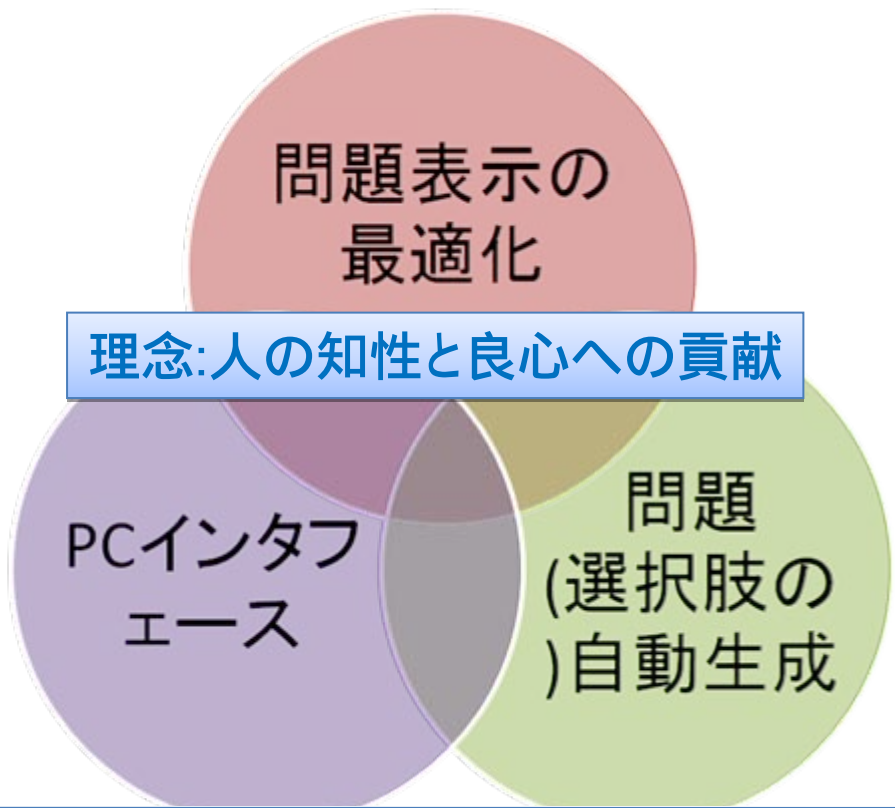 問題表示の
最適化
理念:人の知性と良心への貢献
PCインタフ
ェース
問題
(選択肢の
)自動生成